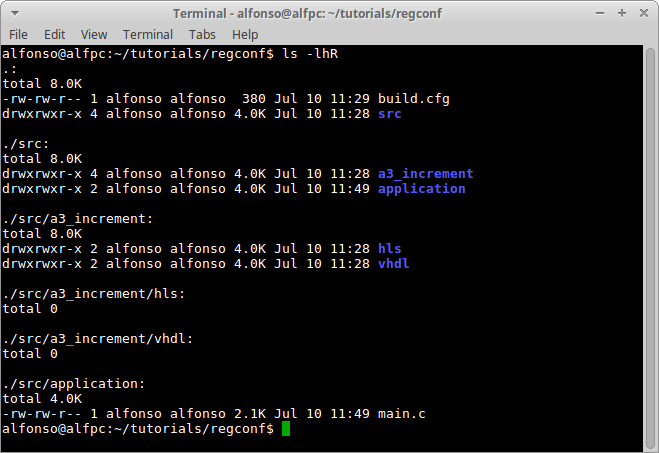 Terminal - alfonso@alfpc: ~/tutorials/regconf
File Edit View Terminal Tabs Help
alfonso@alfpc:~/tutorials/regconf$ ls -lhR
.:
total 8.0K
-rw-rw-r-- 1 alfonso alfonso  380 Jul 10 11:29 build.cfg
drwxrwxr-x 4 alfonso alfonso 4.0K Jul 10 11:28 src

./src:
total 8.0K
drwxrwxr-x 4 alfonso alfonso 4.0K Jul 10 11:28 a3_increment
drwxrwxr-x 2 alfonso alfonso 4.0K Jul 10 11:49 application

./src/a3_increment:
total 8.0K
drwxrwxr-x 2 alfonso alfonso 4.0K Jul 10 11:28 hls
drwxrwxr-x 2 alfonso alfonso 4.0K Jul 10 11:28 vhdl

./src/a3_increment/hls:
total 0

./src/a3_increment/vhdl:
total 0

./src/application:
total 4.0K
-rw-rw-r-- 1 alfonso alfonso 2.1K Jul 10 11:49 main.c
alfonso@alfpc:~/tutorials/regconf$